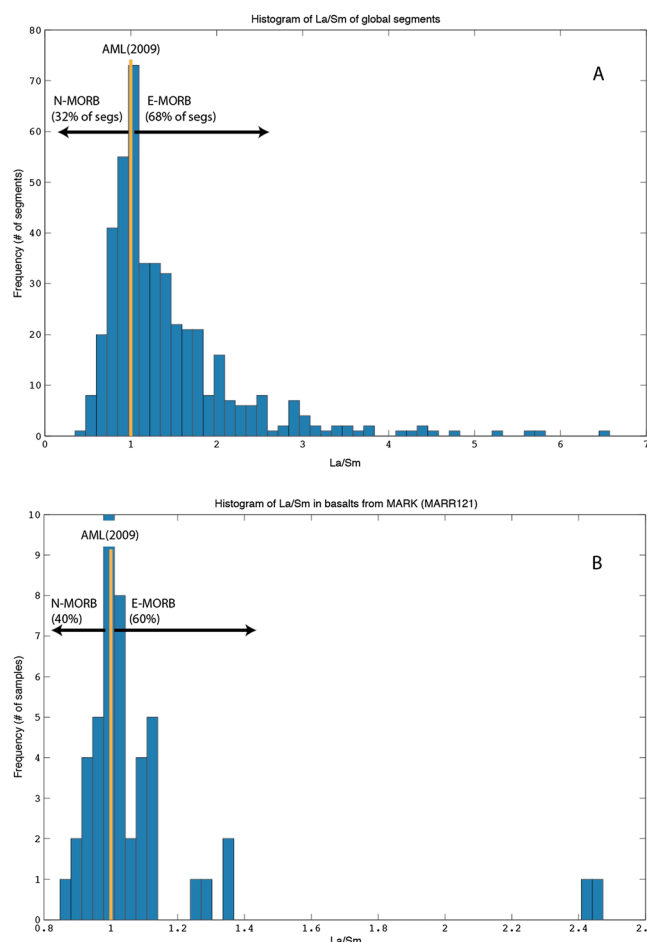 Histogram of La/Sm of global segments
80
AML(2009)
A
70
N-MORB
(32% of segs)
E-MORB
(68% of segs)
60
50
40
30
20
10
0
Frequency (# of segments)
0 1 2 3 4 5 6 7
La/Sm
Histogram of La/Sm in basalts from MARK (MARR121)
10
AML(2009)
B
9
N-MORB
(40%)
E-MORB
(60%)
8
7
6
5
4
3
2
1
0
Frequency (# of samples)
0.8 1 1.2 1.4 1.6 1.8 2 2.2 2.4
La/Sm